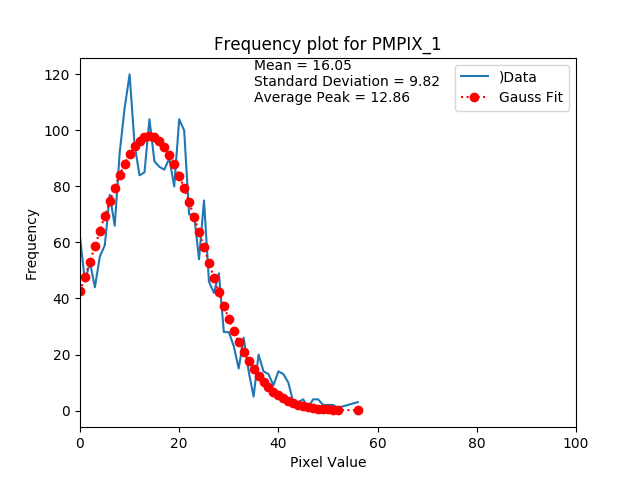 Frequency plot for PMPIX_1
Mean = 16.05
Standard Deviation = 9.82
Average Peak = 12.86
)Data
Gauss Fit
Frequency
120
100
80
60
40
20
0
0 20 40 60 80 100
Pixel Value